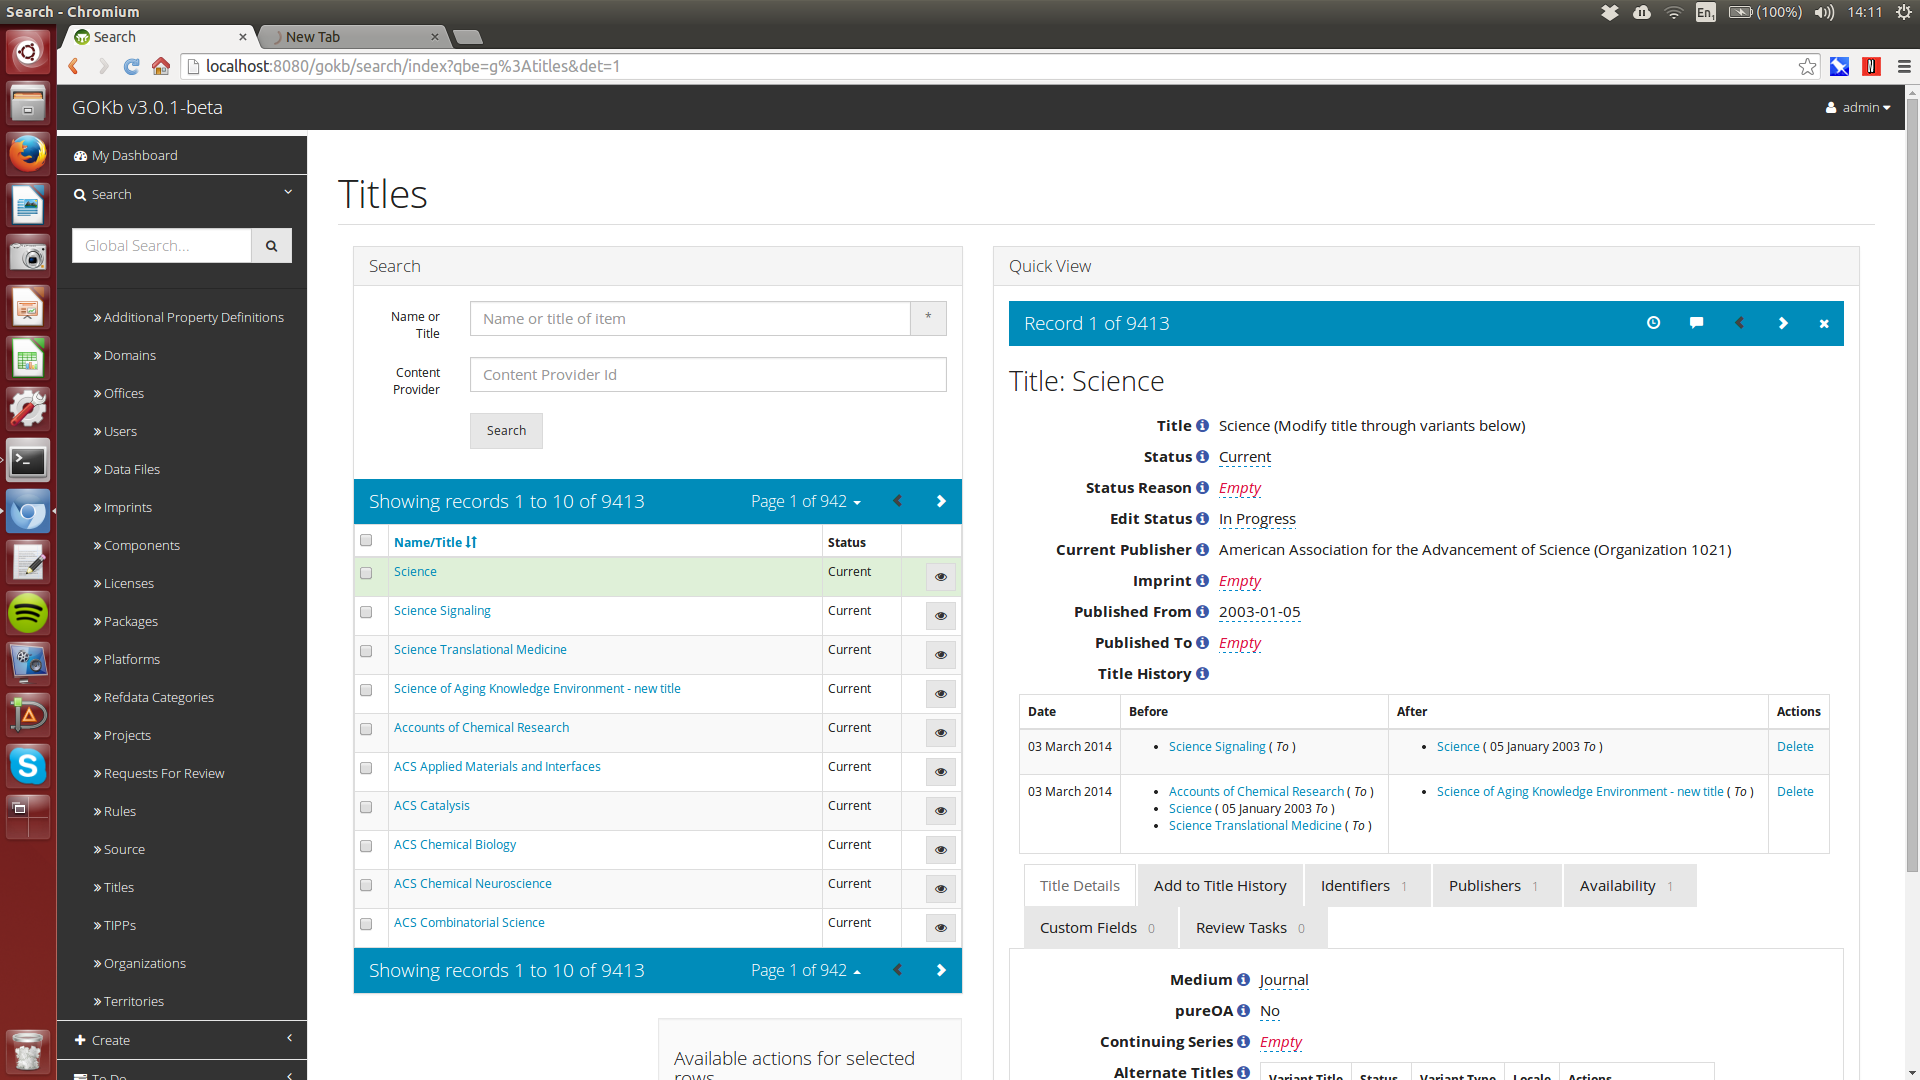 Search - Chromium
En1
(100%)
14:11
Search
New Tab
localhost:8080/gokb/search/index?qbe=g%3Atitles&det=1
GOKb v3.0.1-beta
admin
My Dashboard
Search
Global Search...
Additional Property Definitions
Domains
Offices
Users
Data Files
Imprints
Components
Licenses
Packages
Platforms
Refdata Categories
Projects
Requests For Review
Rules
Source
Titles
TIPPs
Organizations
Territories
Create
To Do
Titles
Search
Name or
Title
Name or title of item
*
Content
Provider
Content Provider Id
Search
Showing records 1 to 10 of 9413
Page 1 of 942
Name/Title Status
Science Current
Science Signaling Current
Science Translational Medicine Current
Science of Aging Knowledge Environment - new title Current
Accounts of Chemical Research Current
ACS Applied Materials and Interfaces Current
ACS Catalysis Current
ACS Chemical Biology Current
ACS Chemical Neuroscience Current
ACS Combinatorial Science Current
Showing records 1 to 10 of 9413
Page 1 of 942
Available actions for selected
rows
Quick View
Record 1 of 9413
Title: Science
Title Science (Modify title through variants below)
Status Current
Status Reason Empty
Edit Status In Progress
Current Publisher American Association for the Advancement of Science (Organization 1021)
Imprint Empty
Published From 2003-01-05
Published To Empty
Title History
Date Before After Actions
03 March 2014 Science Signaling ( To ) Science ( 05 January 2003 To ) Delete
03 March 2014 Accounts of Chemical Research ( To ) Science of Aging Knowledge Environment - new title ( To ) Delete
Science ( 05 January 2003 To )
Science Translational Medicine ( To )
Title Details Add to Title History Identifiers 1 Publishers 1 Availability 1
Custom Fields 0 Review Tasks 0
Medium Journal
pureOA No
Continuing Series Empty
Alternate Titles Variant Title Status Variant Type Locale Actions